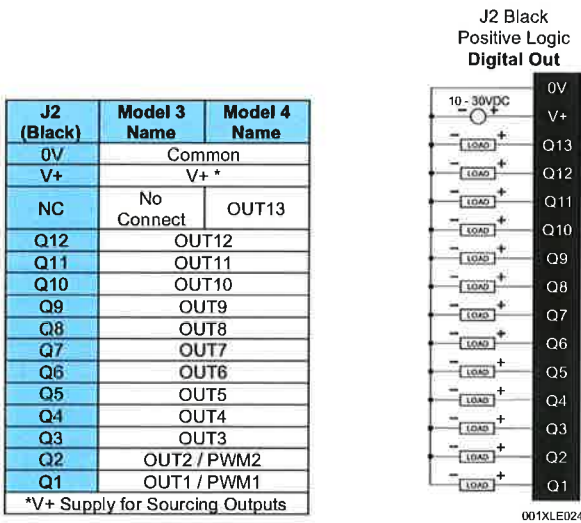 J2 Black
Positive Logic
Digital Out
J2 (Black) Model 3 Name Model 4 Name
0V Common
V+ V+ *
NC No Connect OUT13
Q12 OUT12
Q11 OUT11
Q10 OUT10
Q9 OUT9
Q8 OUT8
Q7 OUT7
Q6 OUT6
Q5 OUT5
Q4 OUT4
Q3 OUT3
Q2 OUT2 / PWM2
Q1 OUT1 / PWM1
*V+ Supply for Sourcing Outputs
0V
10 - 30VDC
- + V+
- LOAD + Q13
- LOAD + Q12
- LOAD + Q11
- LOAD + Q10
- LOAD + Q9
- LOAD + Q8
- LOAD + Q7
- LOAD + Q6
- LOAD + Q5
- LOAD + Q4
- LOAD + Q3
- LOAD + Q2
- LOAD + Q1
001XLE024